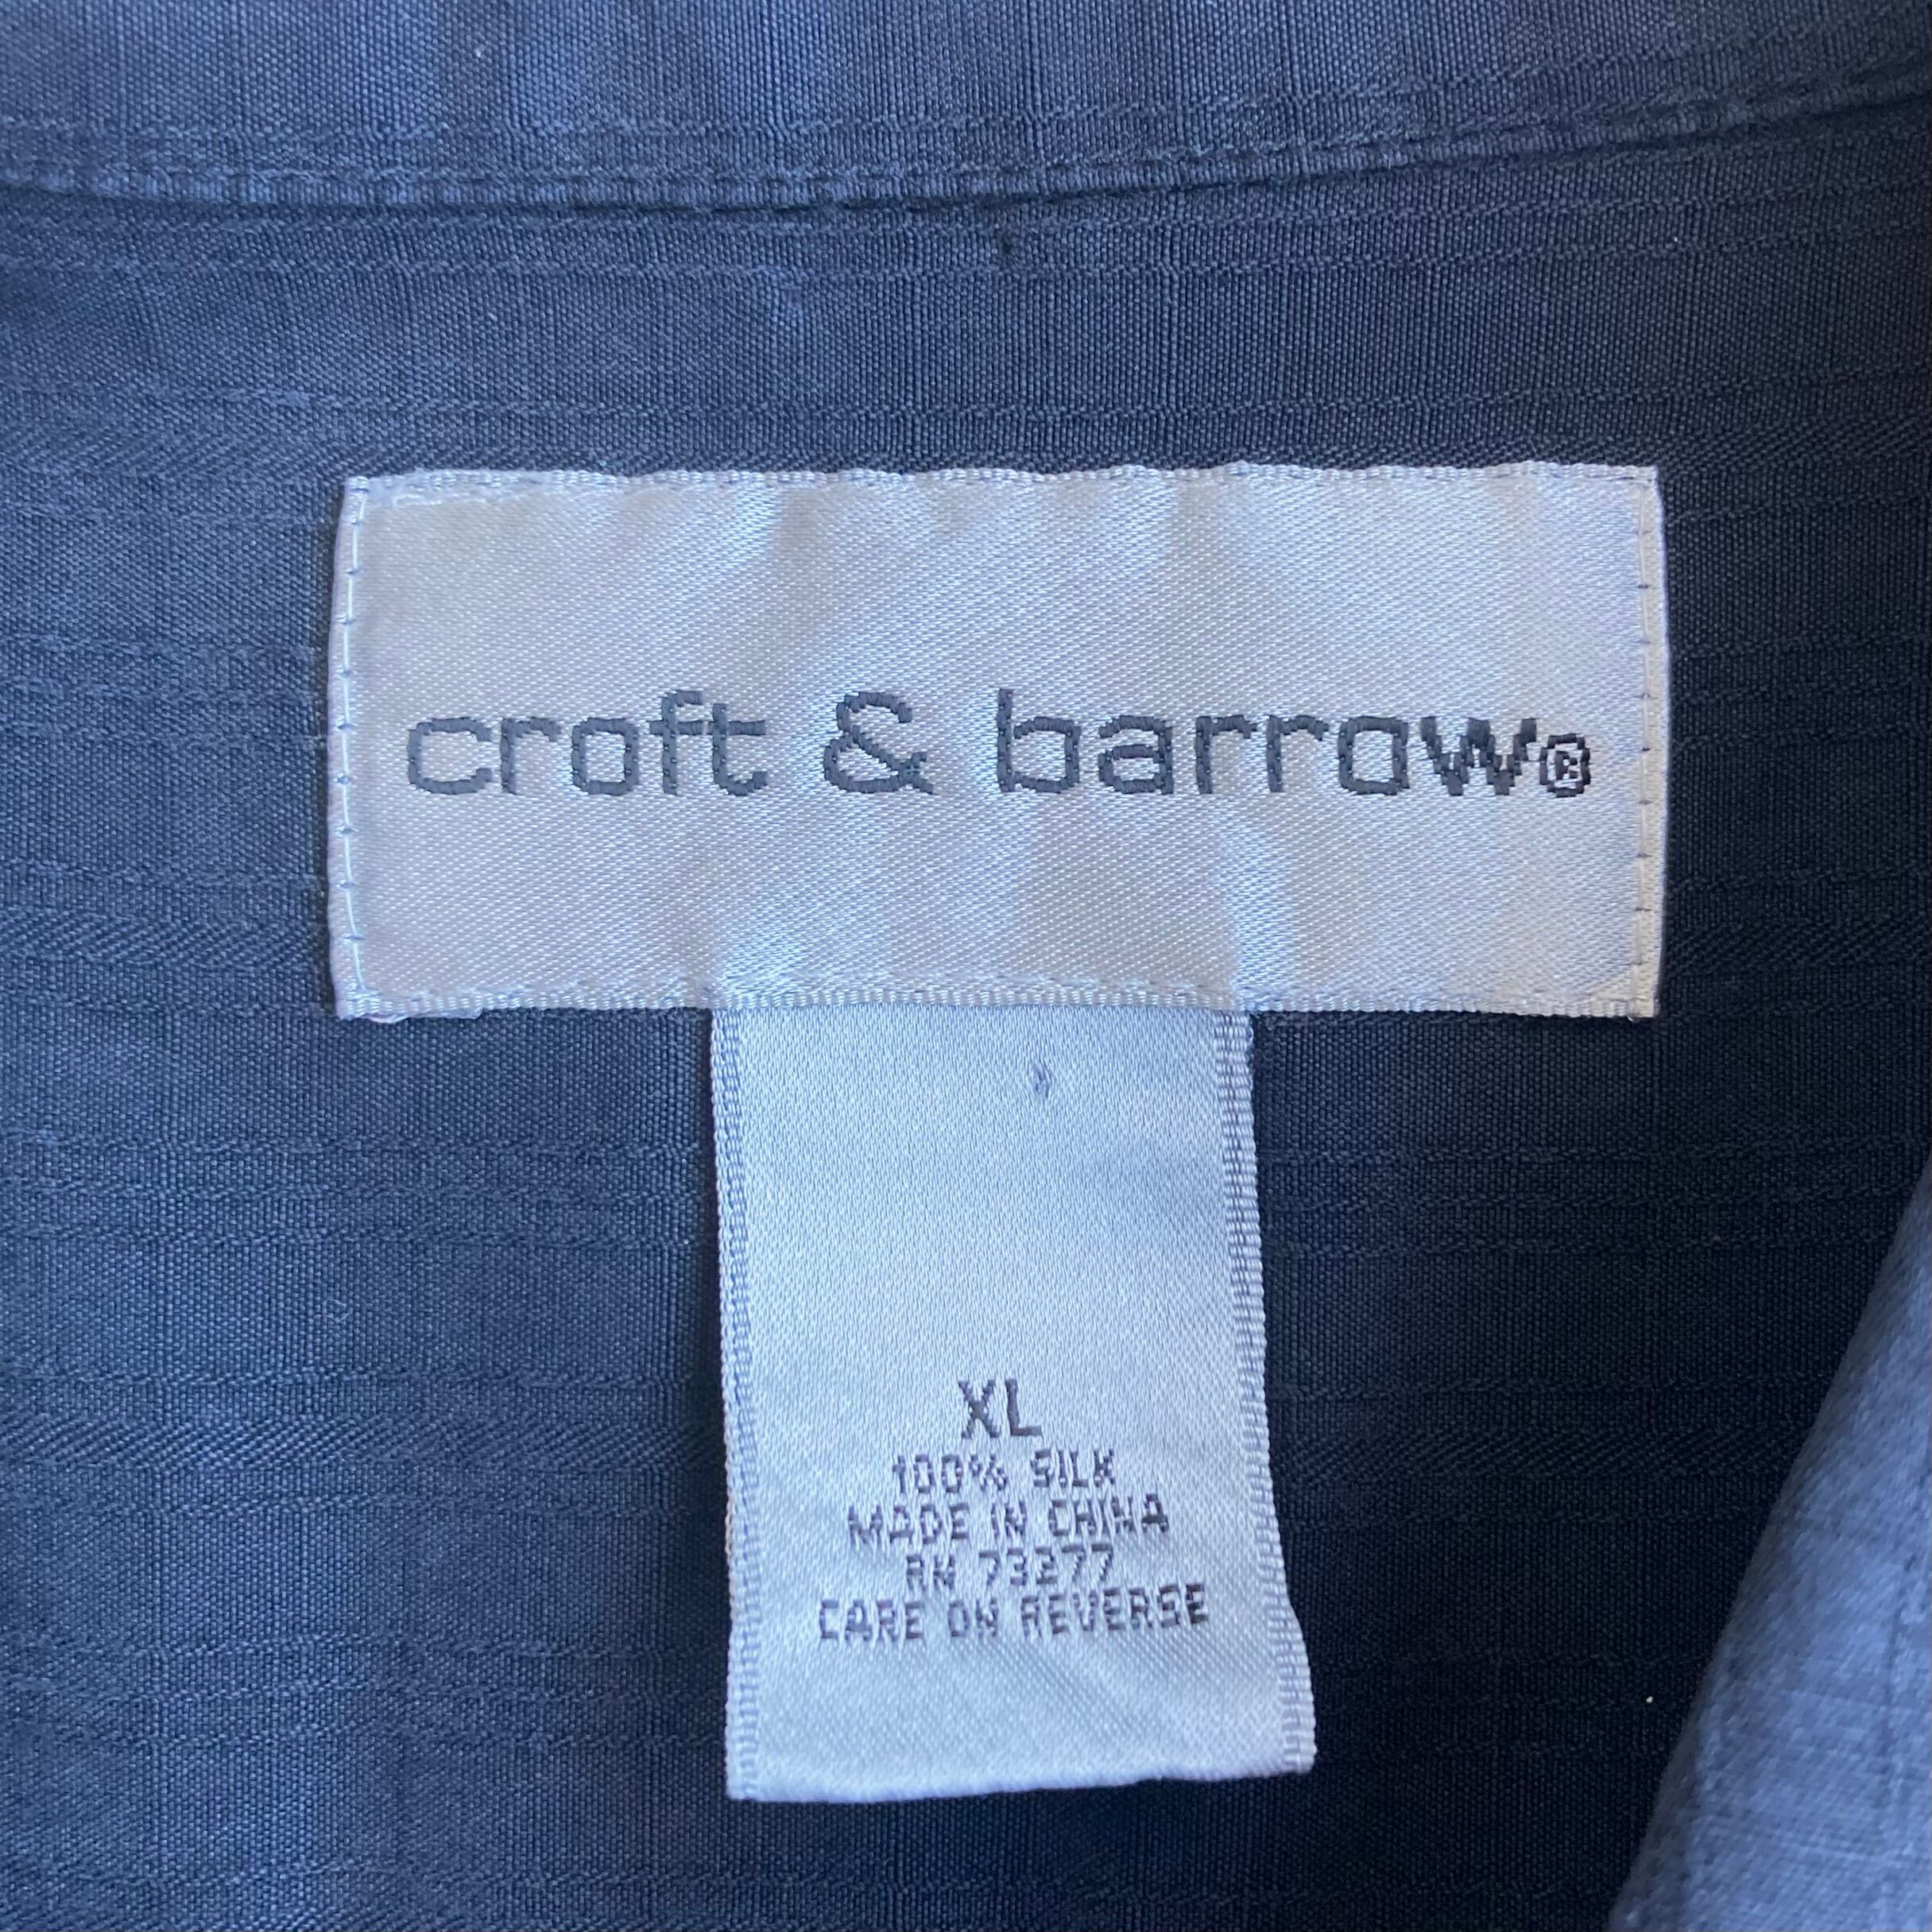 croft & barrow®
XL
100% SILK
MADE IN CHINA
RN 73277
CARE ON REVERSE